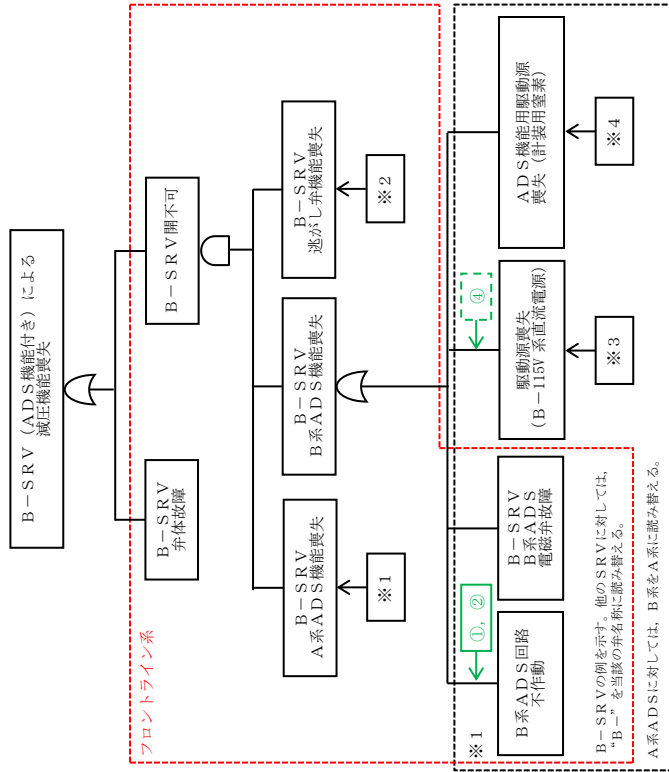 B－SRV（ADS機能付き）による
減圧機能喪失
フロントライン系
B－SRV
弁体故障
B－SRV開不可
B－SRV
A系ADS機能喪失
B－SRV
B系ADS機能喪失
B－SRV
逃がし弁機能喪失
※1
※2
※1
①，②
④
B系ADS回路
不作動
B－SRV
B系ADS
電磁弁故障
駆動源喪失
（B－115V系直流電源）
ADS機能用駆動源
喪失（計装用窒素）
※3
※4
B－SRVの例を示す。他のSRVに対しては，
“B－”を当該の弁名称に読み替える。
A系ADSに対しては，B系をA系に読み替える。